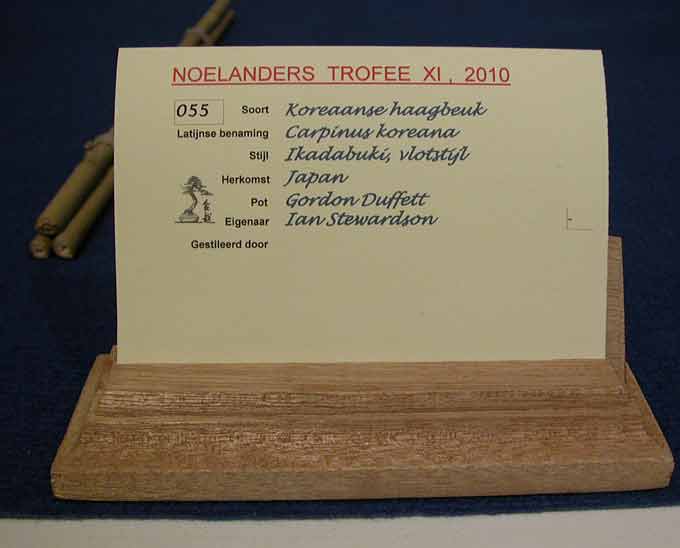 NOELANDERS TROFEE XI, 2010
055 Soort Koreaanse haagbeuk
Latijnse benaming Carpinus koreana
Stijl Ikadabuki, vlotstijl
Herkomst Japan
Pot Gordon Duffett
Eigenaar Ian Stewardson
Gestileerd door